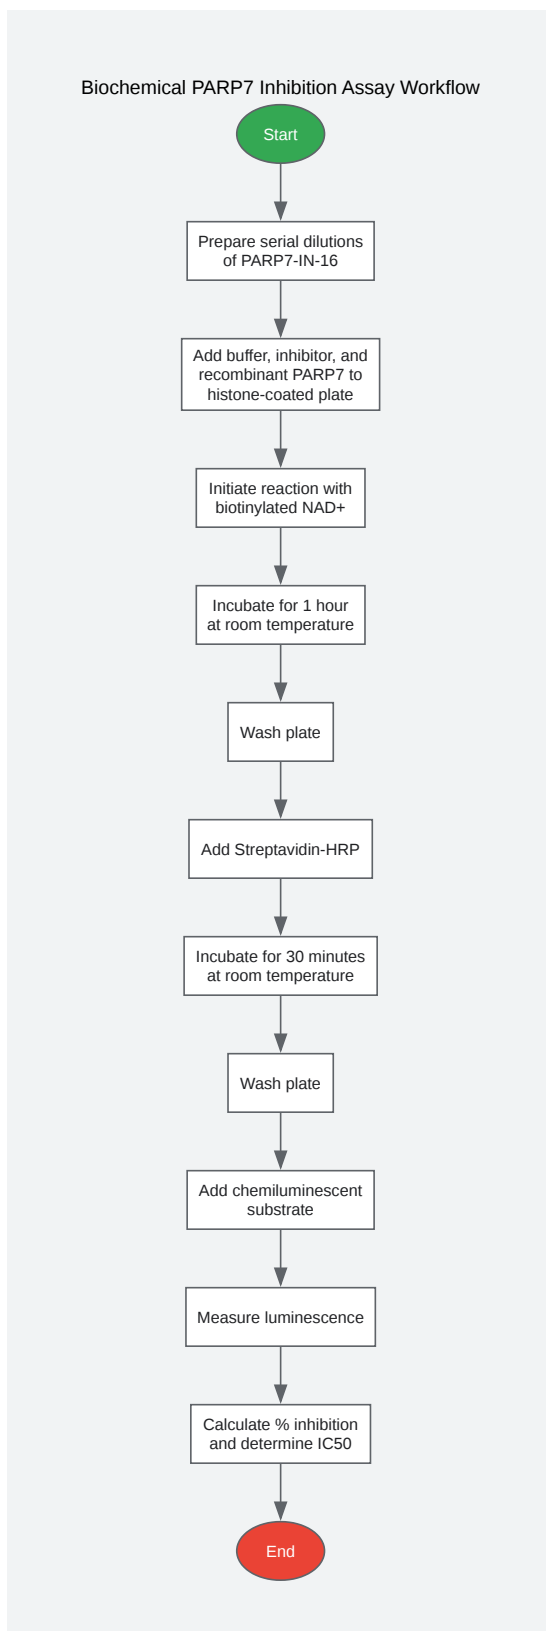 Biochemical PARP7 Inhibition Assay Workflow
Start
Prepare serial dilutions
of PARP7-IN-16
Add buffer, inhibitor, and
recombinant PARP7 to
histone-coated plate
Initiate reaction with
biotinylated NAD+
Incubate for 1 hour
at room temperature
Wash plate
Add Streptavidin-HRP
Incubate for 30 minutes
at room temperature
Wash plate
Add chemiluminescent
substrate
Measure luminescence
Calculate % inhibition
and determine IC50
End